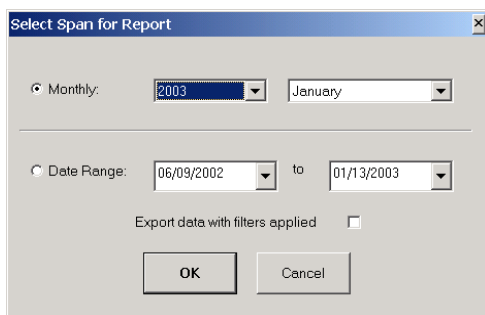 Select Span for Report
Monthly: 2003 January
Date Range: 06/09/2002 to 01/13/2003
Export data with filters applied
OK Cancel